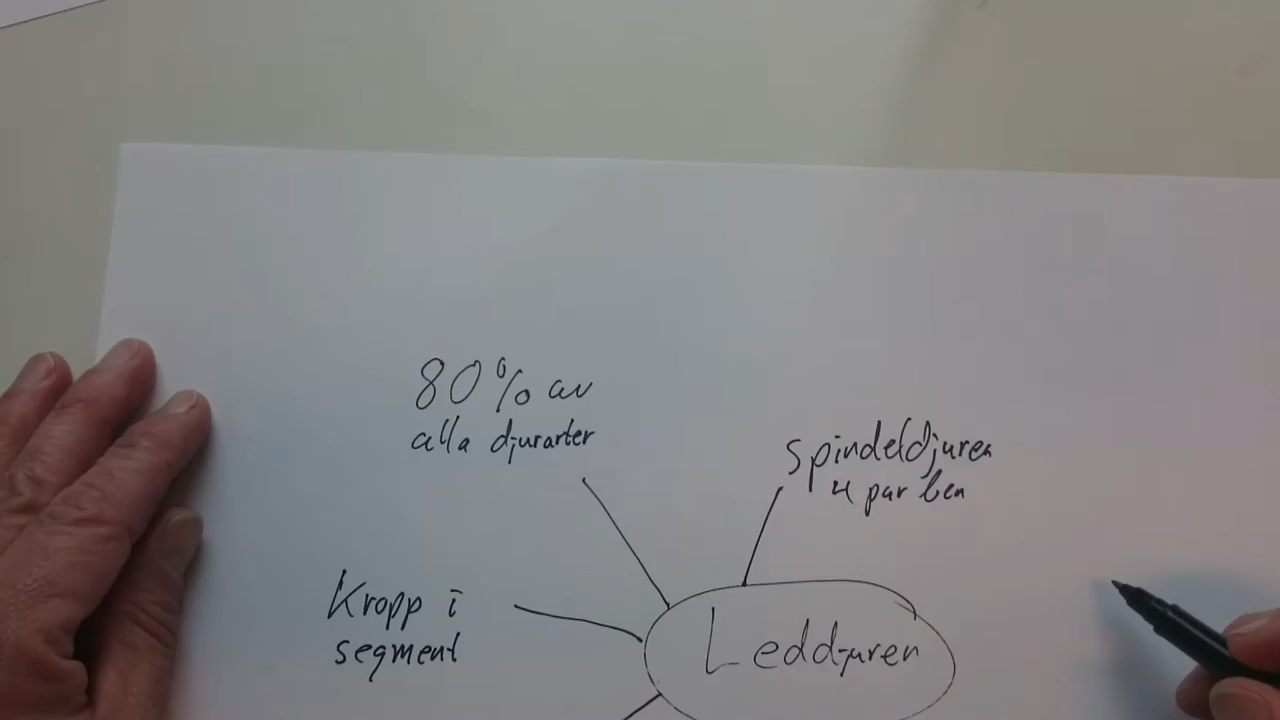 80% av
alla djurarter
Spindeldjuren
4 par ben
Kropp i
segment
Leddjuren